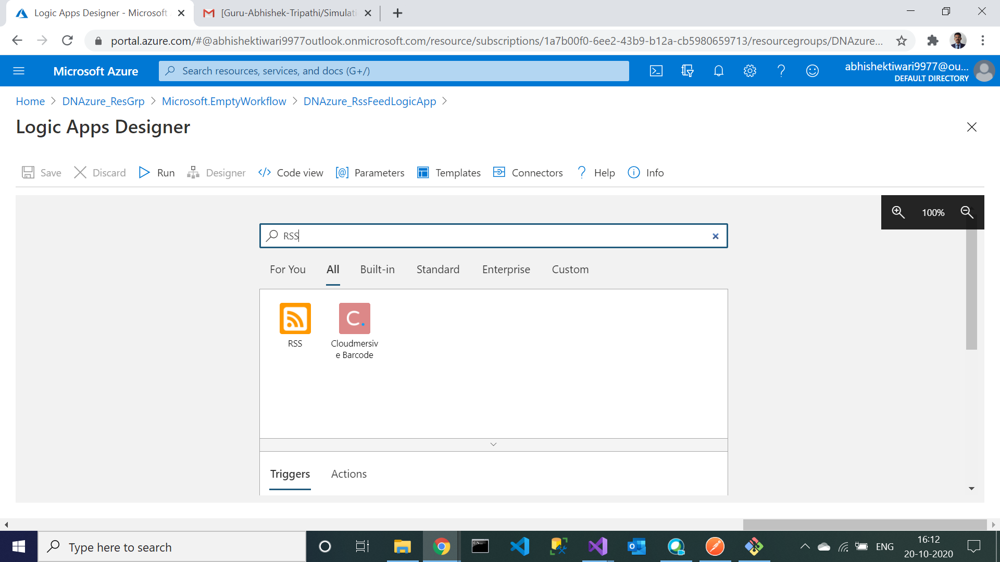 Logic Apps Designer - Microsoft
[Guru-Abhishek-Tripathi/Simulati
portal.azure.com/#@abhishektiwari9977outlook.onmicrosoft.com/resource/subscriptions/1a7b00f0-6ee2-43b9-b12a-cb5980659713/resourcegroups/DNAzure...
Microsoft Azure
Search resources, services, and docs (G+/)
abhishektiwari9977@ou...
DEFAULT DIRECTORY
Home > DNAzure_ResGrp > Microsoft.EmptyWorkflow > DNAzure_RssFeedLogicApp >
Logic Apps Designer
Save Discard Run Designer Code view Parameters Templates Connectors Help Info
100%
RSS
For You All Built-in Standard Enterprise Custom
RSS
Cloudmersiv
e Barcode
Triggers Actions
Type here to search
ENG
16:12
20-10-2020